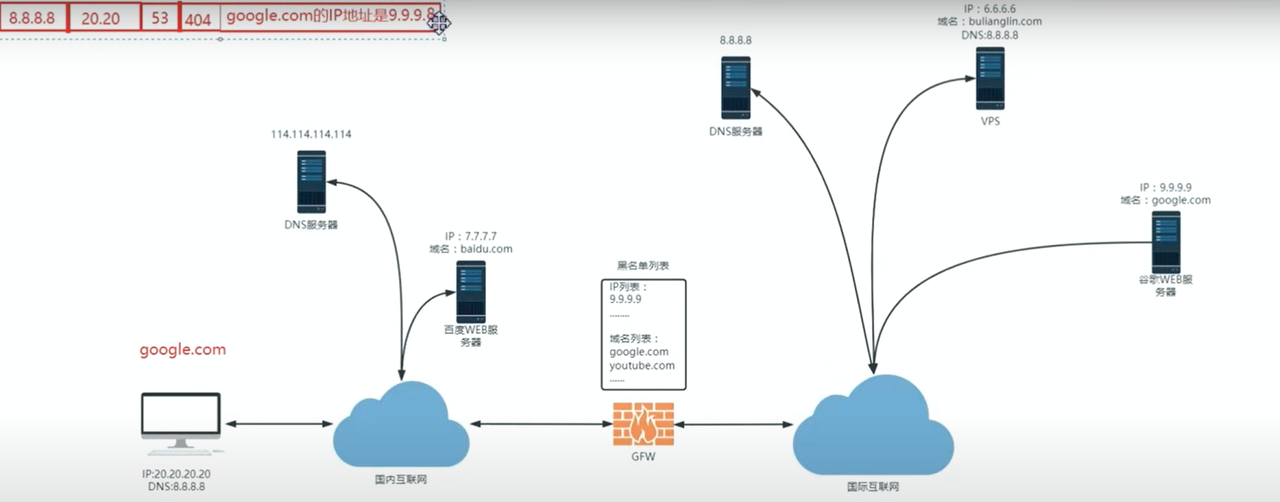 8.8.8.8 20.20 53 404 google.com的IP地址是9.9.9.8
IP：6.6.6.6
域名：bulianglin.com
DNS:8.8.8.8
VPS
8.8.8.8
DNS服务器
114.114.114.114
DNS服务器
IP：7.7.7.7
域名：baidu.com
百度WEB服
务器
IP：9.9.9.9
域名：google.com
谷歌WEB服
务器
黑名单列表
IP列表：
9.9.9.9
........
域名列表：
google.com
youtube.com
......
google.com
IP:20.20.20.20
DNS:8.8.8.8
国内互联网
GFW
国际互联网